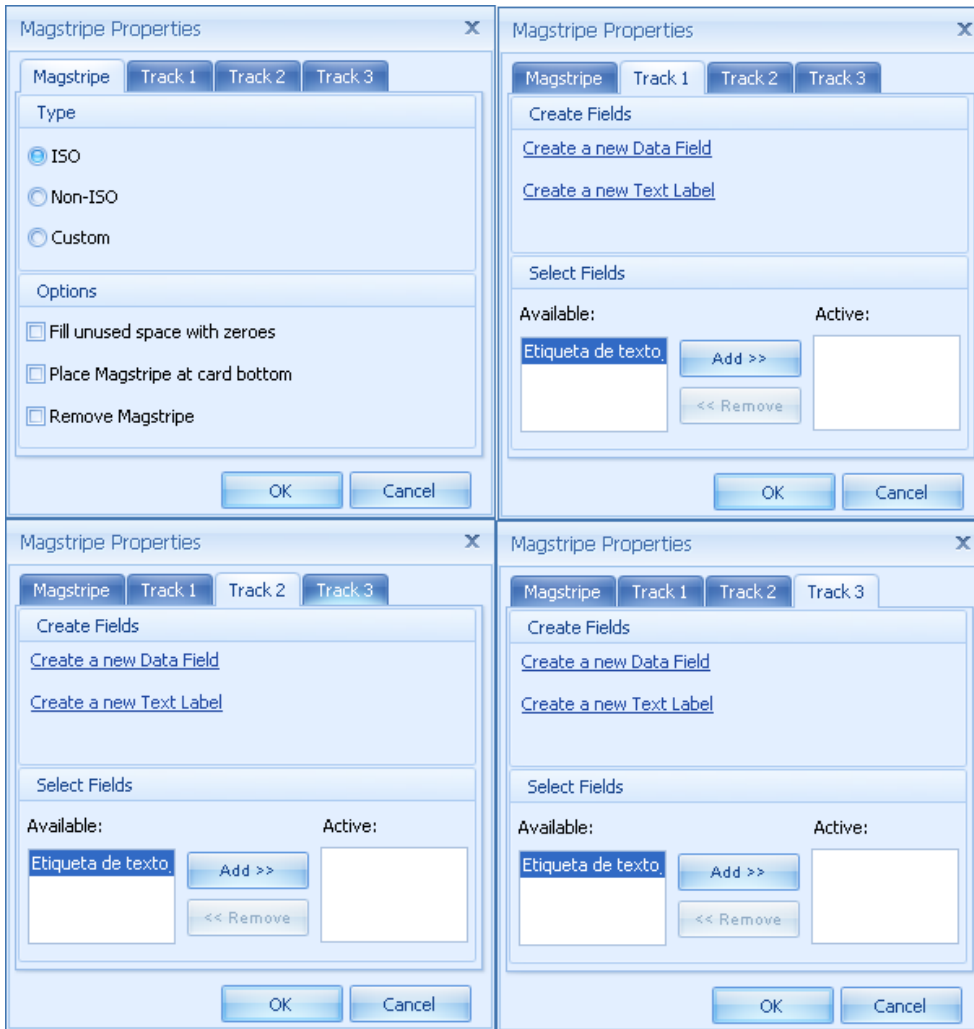 Magstripe Properties X
Magstripe Track 1 Track 2 Track 3
Type
ISO
Non-ISO
Custom
Options
Fill unused space with zeroes
Place Magstripe at card bottom
Remove Magstripe
OK Cancel
Magstripe Properties X
Magstripe Track 1 Track 2 Track 3
Create Fields
Create a new Data Field
Create a new Text Label
Select Fields
Available: Active:
Etiqueta de texto, Add >>
<< Remove
OK Cancel
Magstripe Properties X
Magstripe Track 1 Track 2 Track 3
Create Fields
Create a new Data Field
Create a new Text Label
Select Fields
Available: Active:
Etiqueta de texto, Add >>
<< Remove
OK Cancel
Magstripe Properties X
Magstripe Track 1 Track 2 Track 3
Create Fields
Create a new Data Field
Create a new Text Label
Select Fields
Available: Active:
Etiqueta de texto, Add >>
<< Remove
OK Cancel